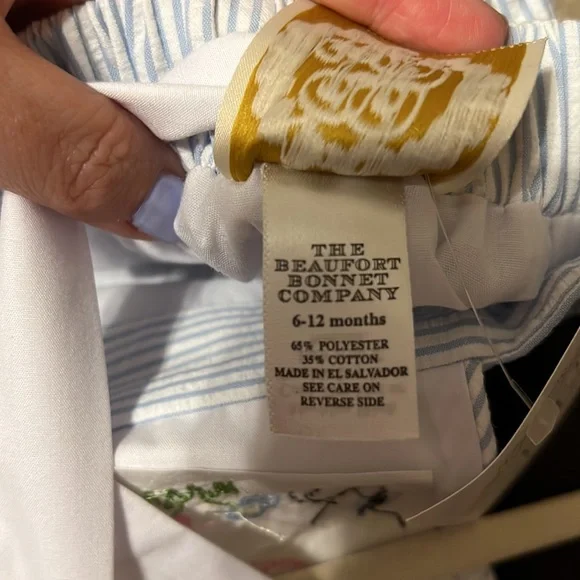 THE
BEAUFORT
BONNET
COMPANY
6-12 months
65% POLYESTER
35% COTTON
MADE IN EL SALVADOR
SEE CARE ON
REVERSE SIDE